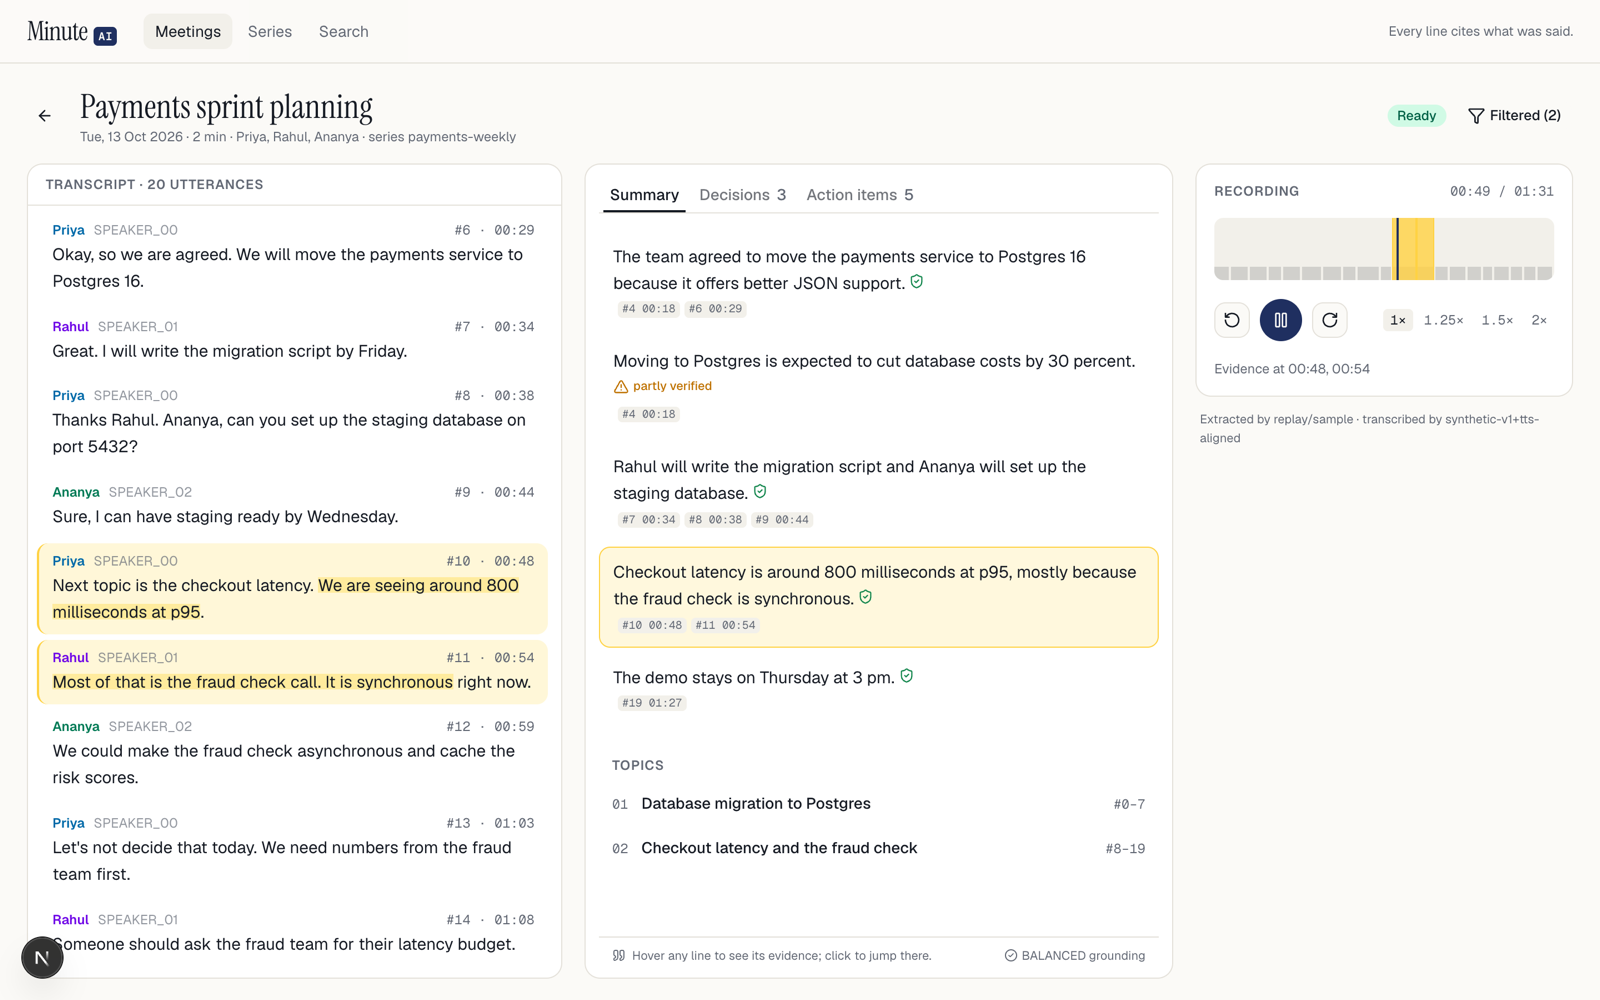 Minute AI
Meetings
Series
Search
Every line cites what was said.
Payments sprint planning
Tue, 13 Oct 2026 · 2 min · Priya, Rahul, Ananya · series payments-weekly
Ready
Filtered (2)
TRANSCRIPT · 20 UTTERANCES
Priya SPEAKER_00 #6 · 00:29
Okay, so we are agreed. We will move the payments service to
Postgres 16.
Rahul SPEAKER_01 #7 · 00:34
Great. I will write the migration script by Friday.
Priya SPEAKER_00 #8 · 00:38
Thanks Rahul. Ananya, can you set up the staging database on
port 5432?
Ananya SPEAKER_02 #9 · 00:44
Sure, I can have staging ready by Wednesday.
Priya SPEAKER_00 #10 · 00:48
Next topic is the checkout latency. We are seeing around 800
milliseconds at p95.
Rahul SPEAKER_01 #11 · 00:54
Most of that is the fraud check call. It is synchronous right now.
Ananya SPEAKER_02 #12 · 00:59
We could make the fraud check asynchronous and cache the
risk scores.
Priya SPEAKER_00 #13 · 01:03
Let's not decide that today. We need numbers from the fraud
team first.
Rahul SPEAKER_01 #14 · 01:08
Someone should ask the fraud team for their latency budget.
N
Summary
Decisions 3
Action items 5
The team agreed to move the payments service to Postgres 16
because it offers better JSON support.
#4 00:18 #6 00:29
Moving to Postgres is expected to cut database costs by 30 percent.
partly verified
#4 00:18
Rahul will write the migration script and Ananya will set up the
staging database.
#7 00:34 #8 00:38 #9 00:44
Checkout latency is around 800 milliseconds at p95, mostly because
the fraud check is synchronous.
#10 00:48 #11 00:54
The demo stays on Thursday at 3 pm.
#19 01:27
TOPICS
01 Database migration to Postgres #0–7
02 Checkout latency and the fraud check #8–19
Hover any line to see its evidence; click to jump there.
BALANCED grounding
RECORDING 00:49 / 01:31
1× 1.25× 1.5× 2×
Evidence at 00:48, 00:54
Extracted by replay/sample · transcribed by synthetic-v1+tts-
aligned